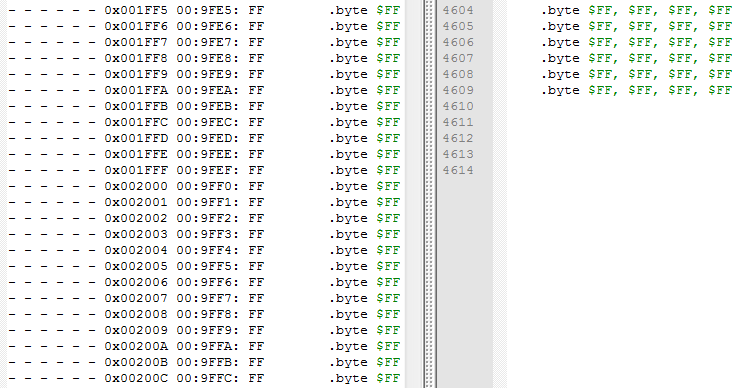 - - - - - - 0x001FF5 00:9FE5: FF .byte $FF 4604 .byte $FF, $FF, $FF, $FF
- - - - - - 0x001FF6 00:9FE6: FF .byte $FF 4605 .byte $FF, $FF, $FF, $FF
- - - - - - 0x001FF7 00:9FE7: FF .byte $FF 4606 .byte $FF, $FF, $FF, $FF
- - - - - - 0x001FF8 00:9FE8: FF .byte $FF 4607 .byte $FF, $FF, $FF, $FF
- - - - - - 0x001FF9 00:9FE9: FF .byte $FF 4608 .byte $FF, $FF, $FF, $FF
- - - - - - 0x001FFA 00:9FEA: FF .byte $FF 4609 .byte $FF, $FF, $FF, $FF
- - - - - - 0x001FFB 00:9FEB: FF .byte $FF 4610
- - - - - - 0x001FFC 00:9FEC: FF .byte $FF 4611
- - - - - - 0x001FFD 00:9FED: FF .byte $FF 4612
- - - - - - 0x001FFE 00:9FEE: FF .byte $FF 4613
- - - - - - 0x001FFF 00:9FEF: FF .byte $FF 4614
- - - - - - 0x002000 00:9FF0: FF .byte $FF
- - - - - - 0x002001 00:9FF1: FF .byte $FF
- - - - - - 0x002002 00:9FF2: FF .byte $FF
- - - - - - 0x002003 00:9FF3: FF .byte $FF
- - - - - - 0x002004 00:9FF4: FF .byte $FF
- - - - - - 0x002005 00:9FF5: FF .byte $FF
- - - - - - 0x002006 00:9FF6: FF .byte $FF
- - - - - - 0x002007 00:9FF7: FF .byte $FF
- - - - - - 0x002008 00:9FF8: FF .byte $FF
- - - - - - 0x002009 00:9FF9: FF .byte $FF
- - - - - - 0x00200A 00:9FFA: FF .byte $FF
- - - - - - 0x00200B 00:9FFB: FF .byte $FF
- - - - - - 0x00200C 00:9FFC: FF .byte $FF